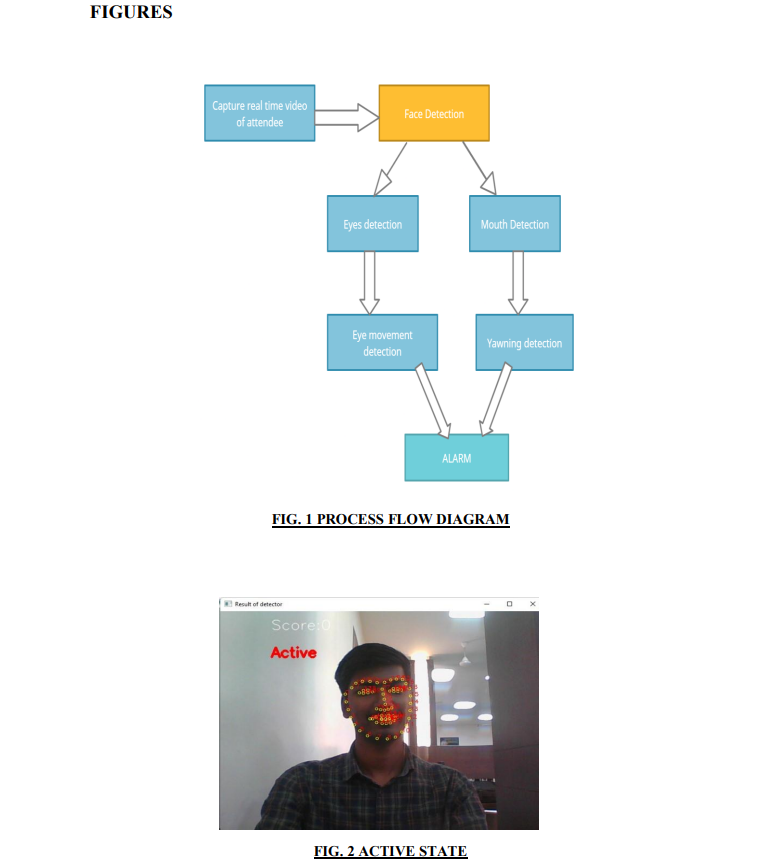 FIGURES
Capture real time video
of attendee
Face Detection
Eyes detection
Mouth Detection
Eye movement
detection
Yawning detection
ALARM
FIG. 1 PROCESS FLOW DIAGRAM
Result of detector
Score:0
Active
FIG. 2 ACTIVE STATE